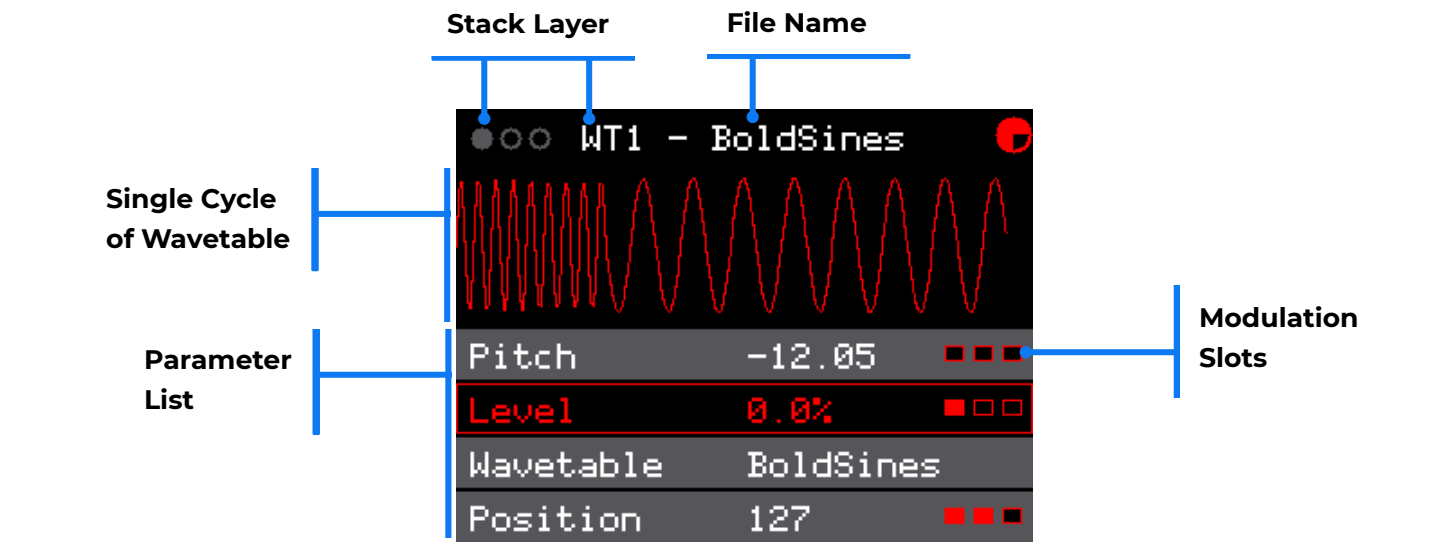 Stack Layer
File Name
WT1 - BoldSines
Single Cycle
of Wavetable
Parameter
List
Modulation
Slots
Pitch -12.05
Level 0.0%
Wavetable BoldSines
Position 127